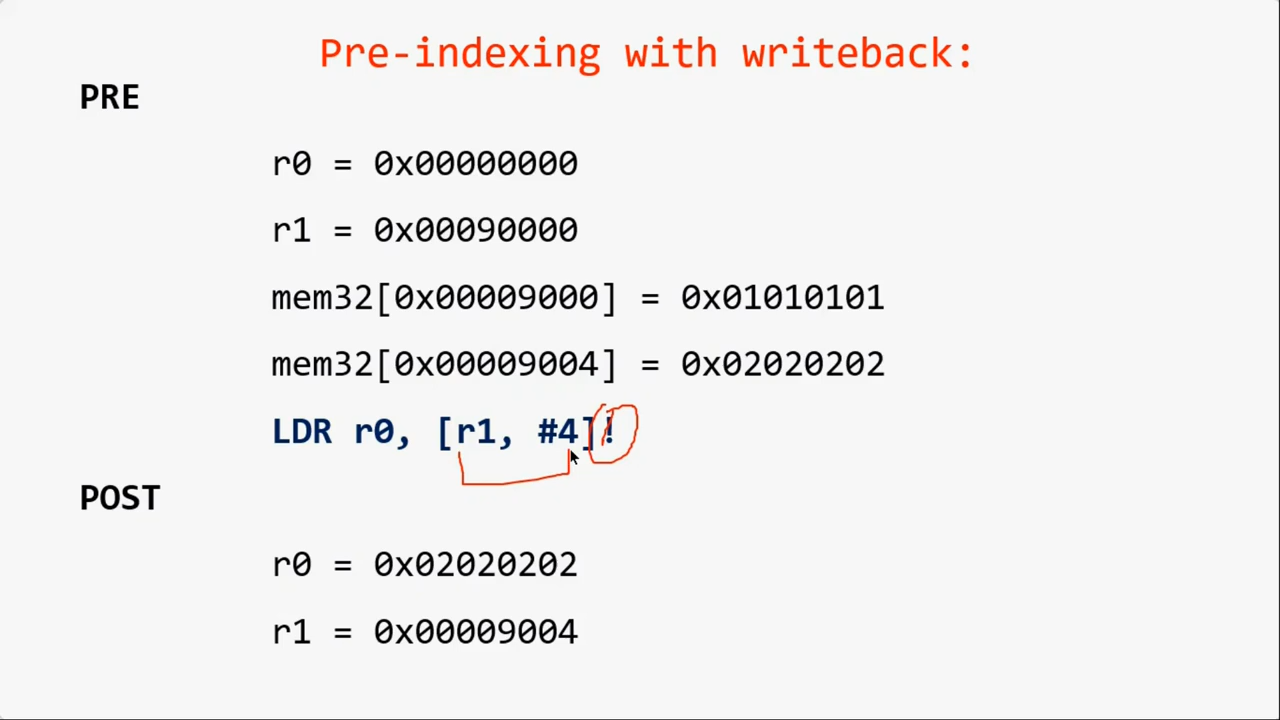 Pre-indexing with writeback:
PRE
r0 = 0x00000000
r1 = 0x00090000
mem32[0x00009000] = 0x01010101
mem32[0x00009004] = 0x02020202
LDR r0, [r1, #4]!
POST
r0 = 0x02020202
r1 = 0x00009004